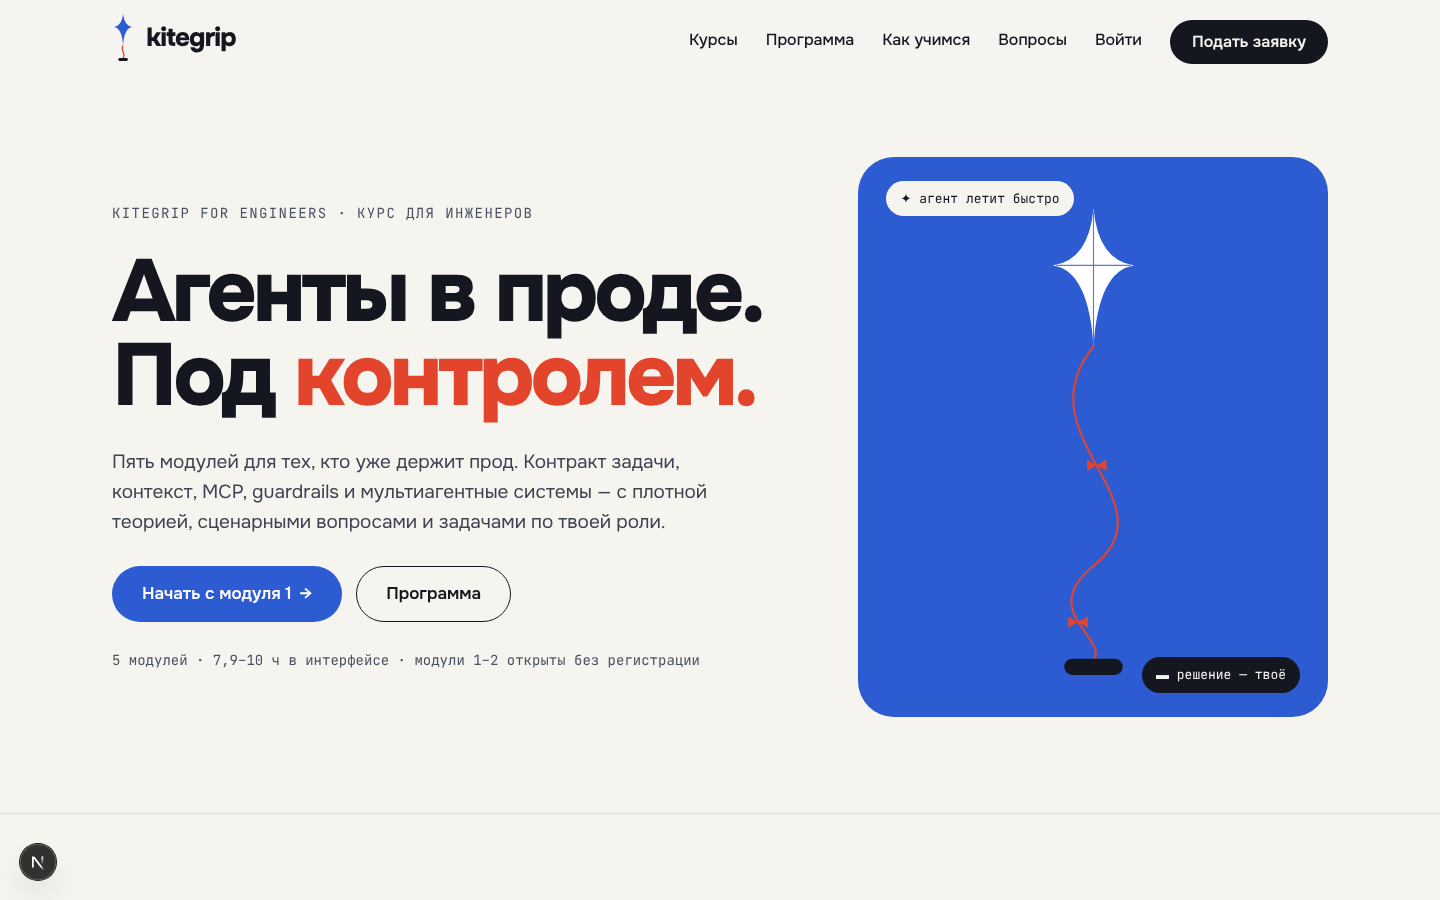 kitegrip
Курсы
Программа
Как учимся
Вопросы
Войти
Подать заявку
KITEGRIP FOR ENGINEERS · КУРС ДЛЯ ИНЖЕНЕРОВ
Агенты в проде.
Под контролем.
Пять модулей для тех, кто уже держит прод. Контракт задачи,
контекст, MCP, guardrails и мультиагентные системы — с плотной
теорией, сценарными вопросами и задачами по твоей роли.
Начать с модуля 1 →
Программа
5 модулей · 7,9–10 ч в интерфейсе · модули 1–2 открыты без регистрации
✦ агент летит быстро
▬ решение — твоё
N